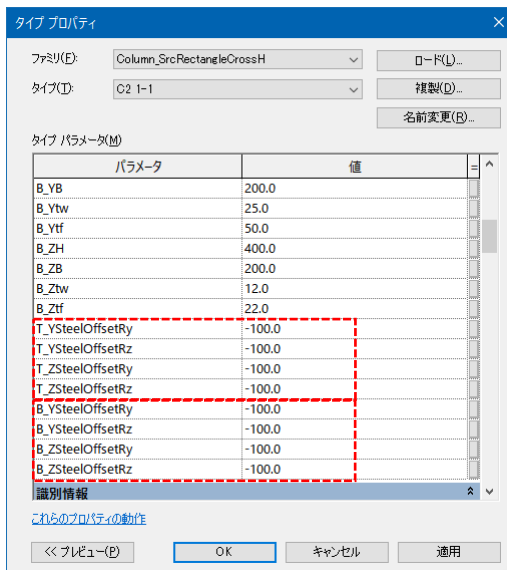 タイプ プロパティ
ファミリ(F): Column_SrcRectangleCrossH ロード(L)...
タイプ(T): C2 1-1 複製(D)...
名前変更(R)...
タイプ パラメータ(M)
パラメータ 値 =
B_YB 200.0
B_Ytw 25.0
B_Ytf 50.0
B_ZH 400.0
B_ZB 200.0
B_Ztw 12.0
B_Ztf 22.0
T_YSteelOffsetRy -100.0
T_YSteelOffsetRz -100.0
T_ZSteelOffsetRy -100.0
T_ZSteelOffsetRz -100.0
B_YSteelOffsetRy -100.0
B_YSteelOffsetRz -100.0
B_ZSteelOffsetRy -100.0
B_ZSteelOffsetRz -100.0
識別情報
これらのプロパティの動作
<< プレビュー(P) OK キャンセル 適用